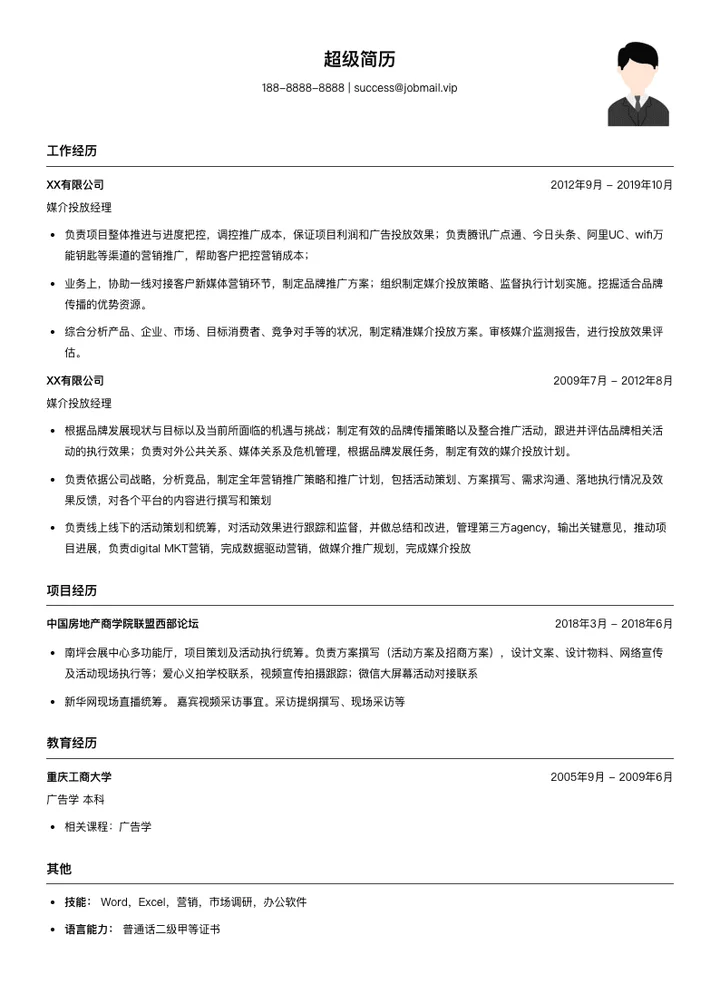 超级简历
188-8888-8888 | success@jobmail.vip
工作经历
XX有限公司 2012年9月 – 2019年10月
媒介投放经理
• 负责项目整体推进与进度把控，调控推广成本，保证项目利润和广告投放效果；负责腾讯广点通、今日头条、阿里UC、wifi万
能钥匙等渠道的营销推广，帮助客户把控营销成本；
• 业务上，协助一线对接客户新媒体营销环节，制定品牌推广方案；组织制定媒介投放策略、监督执行计划实施。挖掘适合品牌
传播的优势资源。
• 综合分析产品、企业、市场、目标消费者、竞争对手等的状况，制定精准媒介投放方案。审核媒介监测报告，进行投放效果评
估。
XX有限公司 2009年7月 – 2012年8月
媒介投放经理
• 根据品牌发展现状与目标以及当前所面临的机遇与挑战；制定有效的品牌传播策略以及整合推广活动，跟进并评估品牌相关活
动的执行效果；负责对外公共关系、媒体关系及危机管理，根据品牌发展任务，制定有效的媒介投放计划。
• 负责依据公司战略，分析竞品，制定全年营销推广策略和推广计划，包括活动策划、方案撰写、需求沟通、落地执行情况及效
果反馈，对各个平台的内容进行撰写和策划
• 负责线上线下的活动策划和统筹，对活动效果进行跟踪和监督，并做总结和改进，管理第三方agency，输出关键意见，推动项
目进展，负责digital MKT营销，完成数据驱动营销，做媒介推广规划，完成媒介投放
项目经历
中国房地产商学院联盟西部论坛 2018年3月 – 2018年6月
• 南坪会展中心多功能厅，项目策划及活动执行统筹。负责方案撰写（活动方案及招商方案），设计文案、设计物料、网络宣传
及活动现场执行等；爱心义拍学校联系，视频宣传拍摄跟踪；微信大屏幕活动对接联系
• 新华网现场直播统筹。 嘉宾视频采访事宜。采访提纲撰写、现场采访等
教育经历
重庆工商大学 2005年9月 – 2009年6月
广告学 本科
• 相关课程：广告学
其他
• 技能： Word，Excel，营销，市场调研，办公软件
• 语言能力： 普通话二级甲等证书